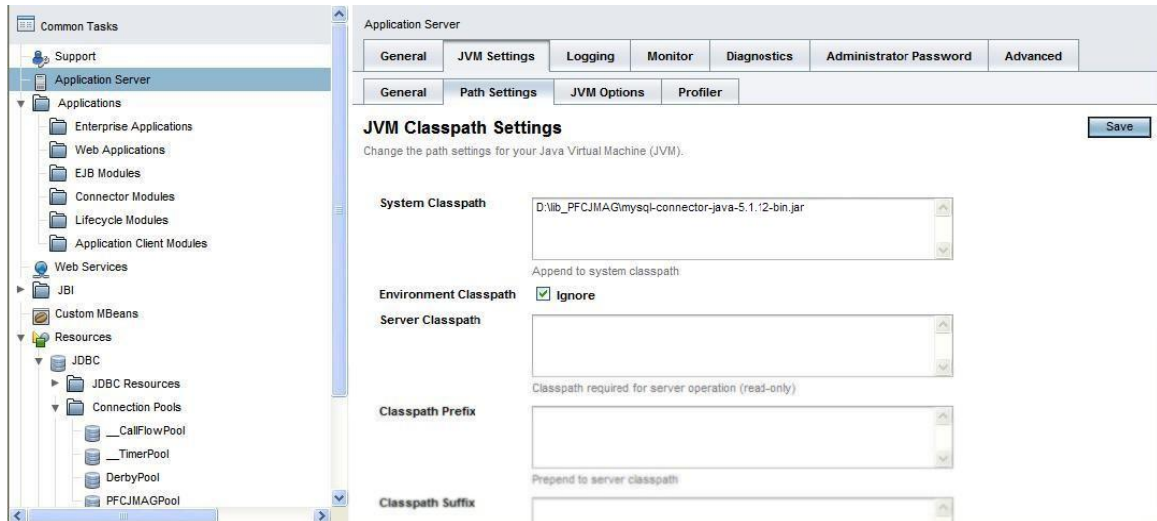 Common Tasks
Support
Application Server
Applications
Enterprise Applications
Web Applications
EJB Modules
Connector Modules
Lifecycle Modules
Application Client Modules
Web Services
JBI
Custom MBeans
Resources
JDBC
JDBC Resources
Connection Pools
__CallFlowPool
__TimerPool
DerbyPool
PFCJMAGPool
Application Server
General JVM Settings Logging Monitor Diagnostics Administrator Password Advanced
General Path Settings JVM Options Profiler
JVM Classpath Settings
Save
Change the path settings for your Java Virtual Machine (JVM).
System Classpath
D:\lib_PFCJMAG\mysql-connector-java-5.1.12-bin.jar
Append to system classpath
Environment Classpath Ignore
Server Classpath
Classpath required for server operation (read-only)
Classpath Prefix
Prepend to server classpath
Classpath Suffix